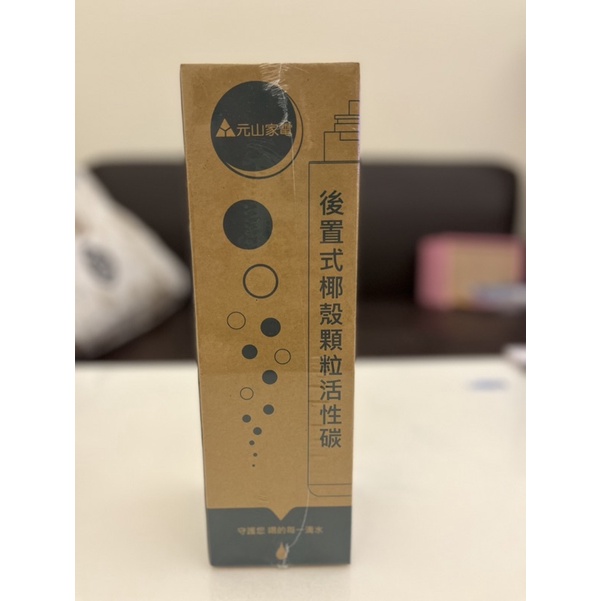 元山家電
後置式椰殼顆粒活性碳
守護您 喝的每一滴水